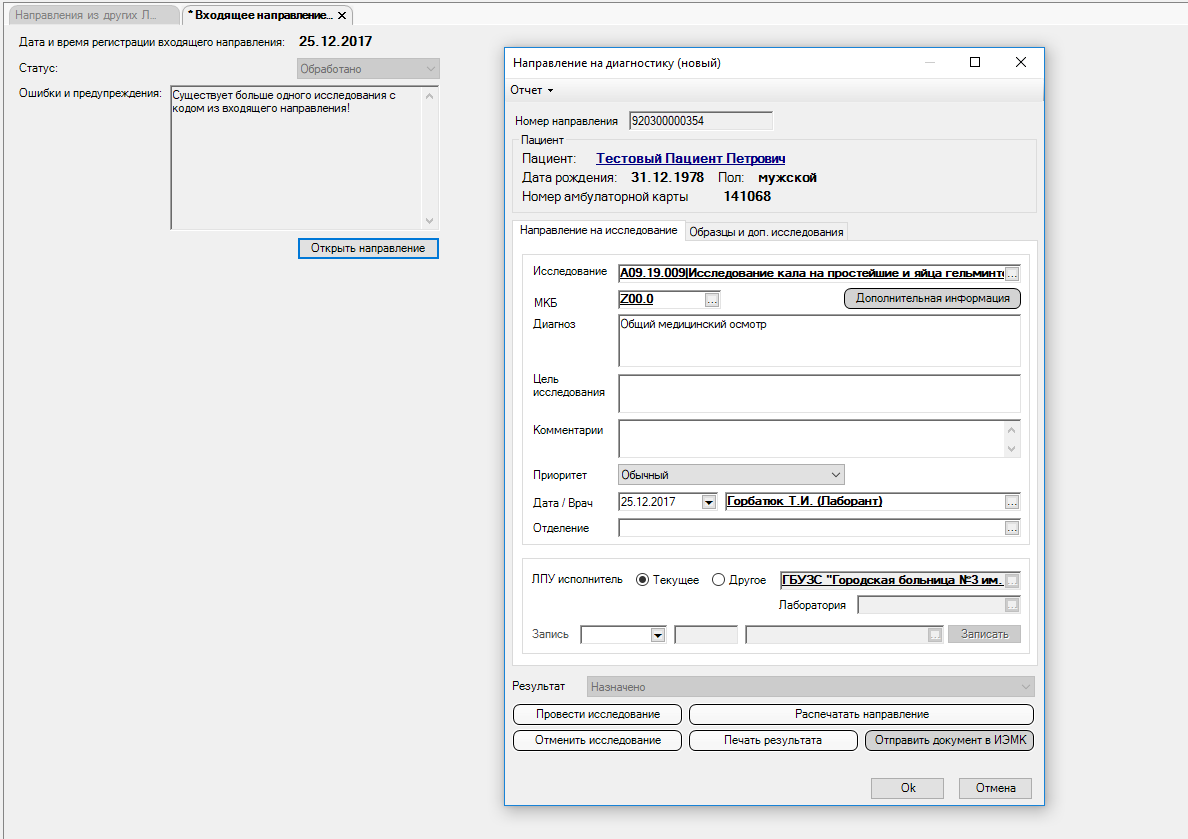 Направления из других Л...
* Входящее направление...
Дата и время регистрации входящего направления: 25.12.2017
Статус: Обработано
Ошибки и предупреждения: Существует больше одного исследования с
кодом из входящего направления!
Открыть направление
Направление на диагностику (новый)
Отчет
Номер направления 920300000354
Пациент
Пациент: Тестовый Пациент Петрович
Дата рождения: 31.12.1978 Пол: мужской
Номер амбулаторной карты 141068
Направление на исследование Образцы и доп. исследования
Исследование A09.19.009|Исследование кала на простейшие и яйца гельминто ...
МКБ Z00.0 ... Дополнительная информация
Диагноз Общий медицинский осмотр
Цель
исследования
Комментарии
Приоритет Обычный
Дата / Врач 25.12.2017 Горбатюк Т.И. (Лаборант) ...
Отделение ...
ЛПУ исполнитель Текущее Другое ГБУЗС "Городская больница №3 им. ...
Лаборатория ...
Запись ... Записать
Результат Назначено
Провести исследование Распечатать направление
Отменить исследование Печать результата Отправить документ в ИЭМК
Ok Отмена